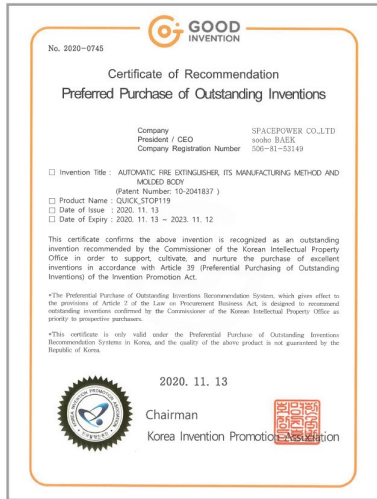 GOOD
INVENTION
No. 2020-0745
Certificate of Recommendation
Preferred Purchase of Outstanding Inventions
Company SPACEPOWER CO.,LTD
President / CEO sooho BAEK
Company Registration Number 506-81-53149
□ Invention Title : AUTOMATIC FIRE EXTINGUISHER, ITS MANUFACTURING METHOD AND
MOLDED BODY
(Patent Number: 10-2041837 )
□ Product Name : QUICK_STOP119
□ Date of Issue : 2020. 11. 13
□ Date of Expiry : 2020. 11. 13 ~ 2023. 11. 12
This certificate confirms the above invention is recognized as an outstanding
invention recommended by the Commissioner of the Korean Intellectual Property
Office in order to support, cultivate, and nurture the purchase of excellent
inventions in accordance with Article 39 (Preferential Purchasing of Outstanding
Inventions) of the Invention Promotion Act.
*The Preferential Purchase of Outstanding Inventions Recommendation System, which gives effect to
the provisions of Article 2 of the Law on Procurement Business Act, is designed to recommend
outstanding inventions confirmed by the Commissioner of the Korean Intellectual Property Office as
priority to prospective purchasers.
*This certificate is only valid under the Preferential Purchase of Outstanding Inventions
Recommendation Systems in Korea, and the quality of the above product is not guaranteed by the
Republic of Korea.
2020. 11. 13
Chairman
Korea Invention Promotion Association
KOREA INVENTION PROMOTION ASSOCIATION